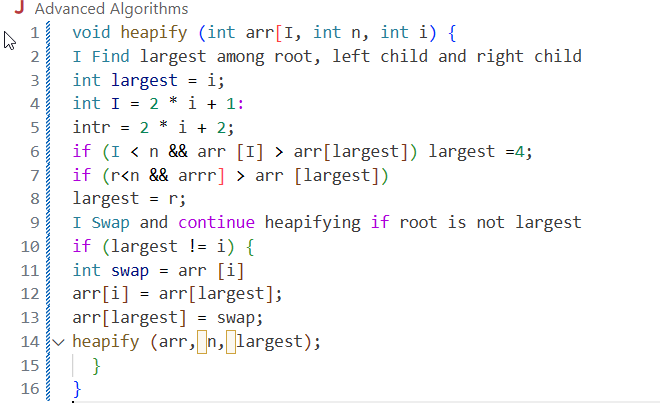 J Advanced Algorithms
1 void heapify (int arr[I, int n, int i) {
2 I Find largest among root, left child and right child
3 int largest = i;
4 int I = 2 * i + 1:
5 intr = 2 * i + 2;
6 if (I < n && arr [I] > arr[largest]) largest =4;
7 if (r<n && arrr] > arr [largest])
8 largest = r;
9 I Swap and continue heapifying if root is not largest
10 if (largest != i) {
11 int swap = arr [i]
12 arr[i] = arr[largest];
13 arr[largest] = swap;
14 heapify (arr, n, largest);
15 }
16 }